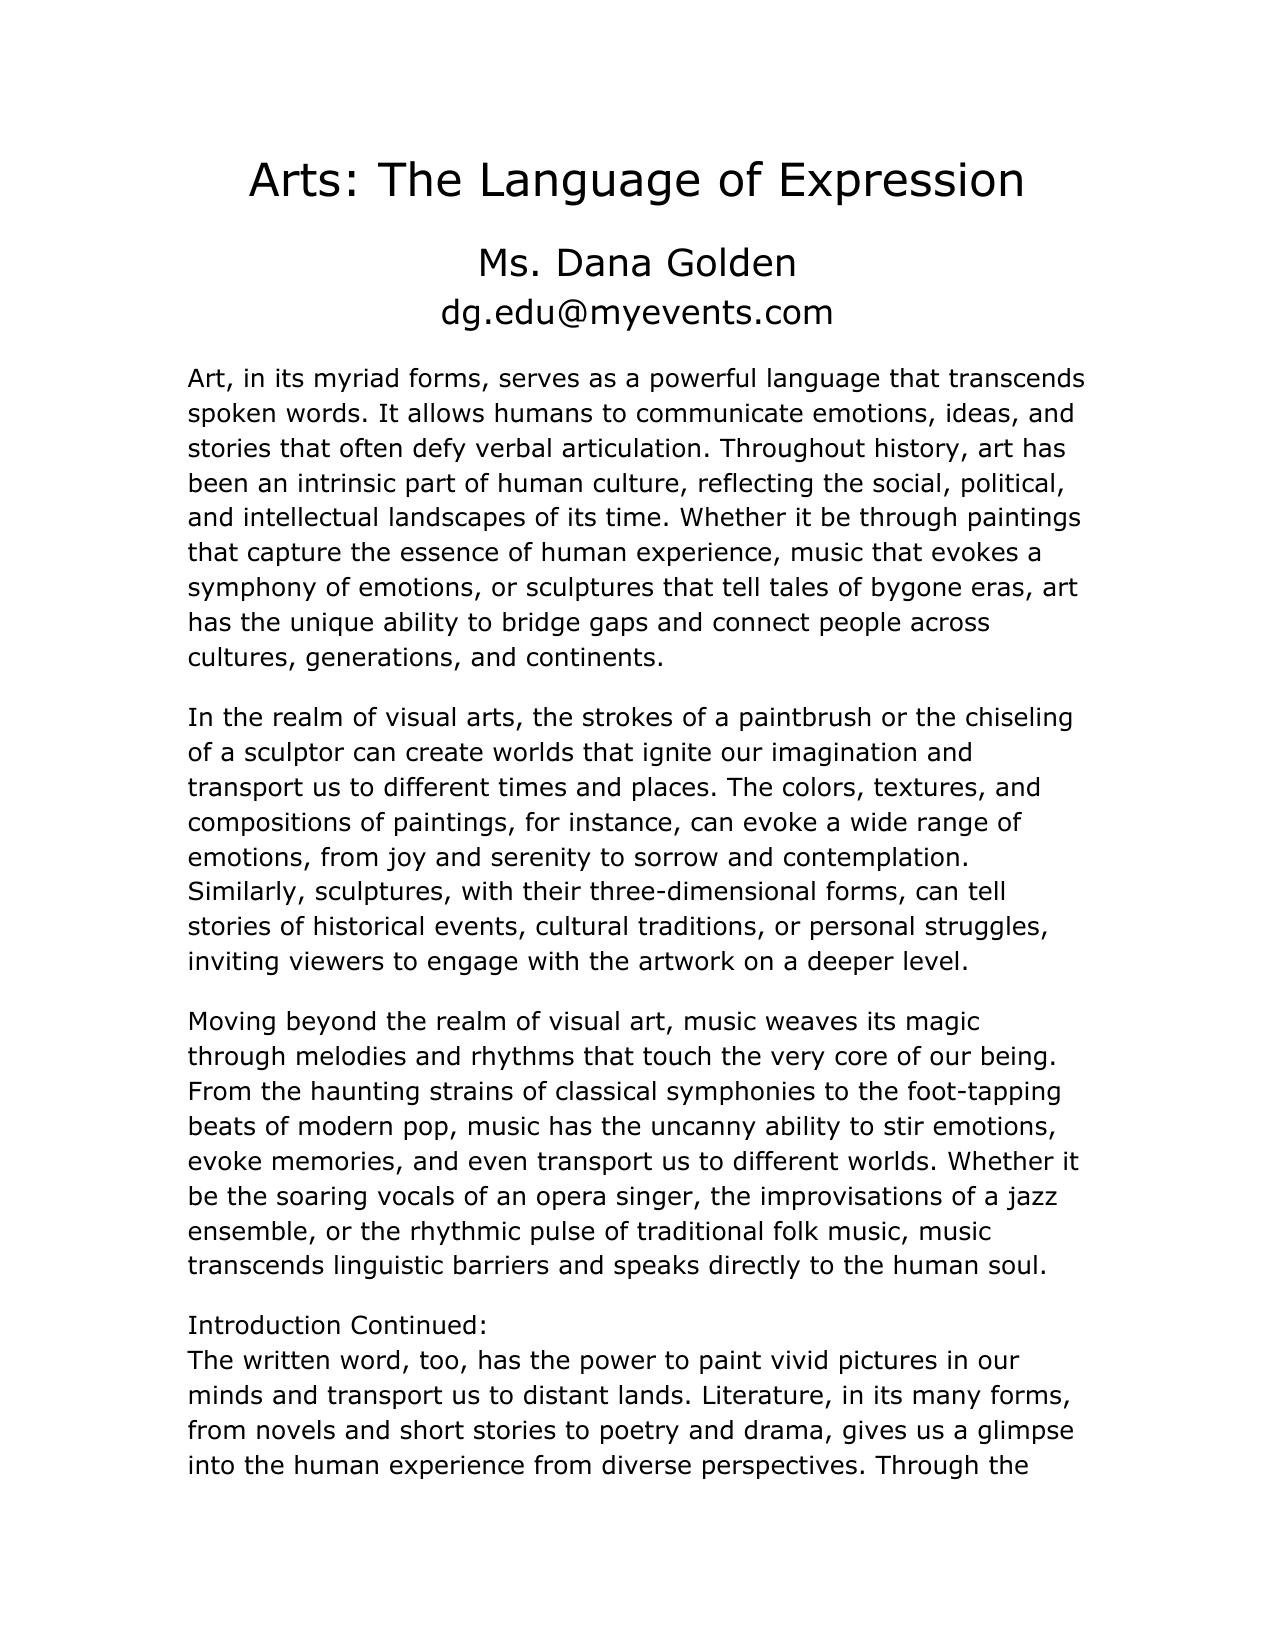 Arts: The Language of Expression
Ms. Dana Golden
dg.edu@myevents.com
Art, in its myriad forms, serves as a powerful language that transcends
spoken words. It allows humans to communicate emotions, ideas, and
stories that often defy verbal articulation. Throughout history, art has
been an intrinsic part of human culture, reflecting the social, political,
and intellectual landscapes of its time. Whether it be through paintings
that capture the essence of human experience, music that evokes a
symphony of emotions, or sculptures that tell tales of bygone eras, art
has the unique ability to bridge gaps and connect people across
cultures, generations, and continents.
In the realm of visual arts, the strokes of a paintbrush or the chiseling
of a sculptor can create worlds that ignite our imagination and
transport us to different times and places. The colors, textures, and
compositions of paintings, for instance, can evoke a wide range of
emotions, from joy and serenity to sorrow and contemplation.
Similarly, sculptures, with their three-dimensional forms, can tell
stories of historical events, cultural traditions, or personal struggles,
inviting viewers to engage with the artwork on a deeper level.
Moving beyond the realm of visual art, music weaves its magic
through melodies and rhythms that touch the very core of our being.
From the haunting strains of classical symphonies to the foot-tapping
beats of modern pop, music has the uncanny ability to stir emotions,
evoke memories, and even transport us to different worlds. Whether it
be the soaring vocals of an opera singer, the improvisations of a jazz
ensemble, or the rhythmic pulse of traditional folk music, music
transcends linguistic barriers and speaks directly to the human soul.
Introduction Continued:
The written word, too, has the power to paint vivid pictures in our
minds and transport us to distant lands. Literature, in its many forms,
from novels and short stories to poetry and drama, gives us a glimpse
into the human experience from diverse perspectives. Through the